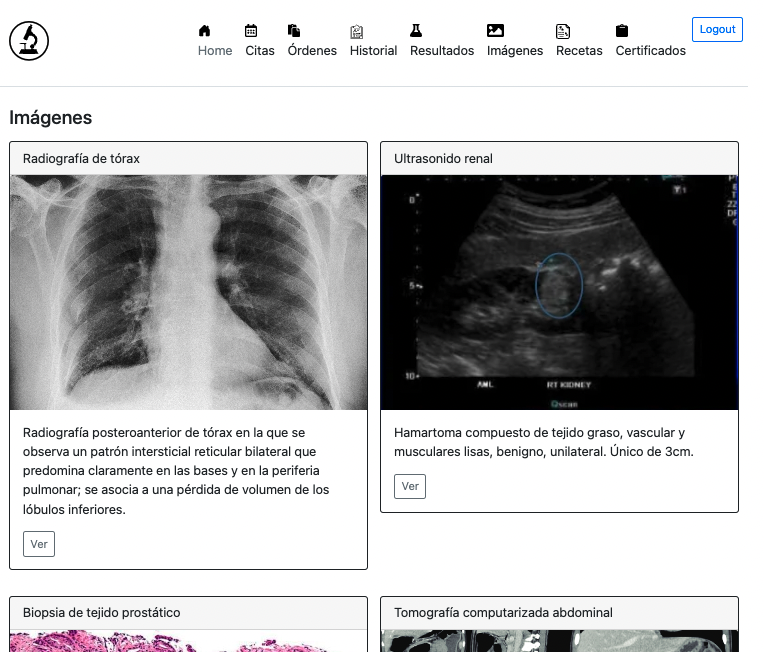 Home
Citas
Órdenes
Historial
Resultados
Imágenes
Recetas
Certificados
Logout
Imágenes
Radiografía de tórax
Radiografía posteroanterior de tórax en la que se
observa un patrón intersticial reticular bilateral que
predomina claramente en las bases y en la periferia
pulmonar; se asocia a una pérdida de volumen de los
lóbulos inferiores.
Ver
Ultrasonido renal
0
5
10
AML
RT KIDNEY
Hamartoma compuesto de tejido graso, vascular y
musculares lisas, benigno, unilateral. Único de 3cm.
Ver
Biopsia de tejido prostático
Tomografía computarizada abdominal